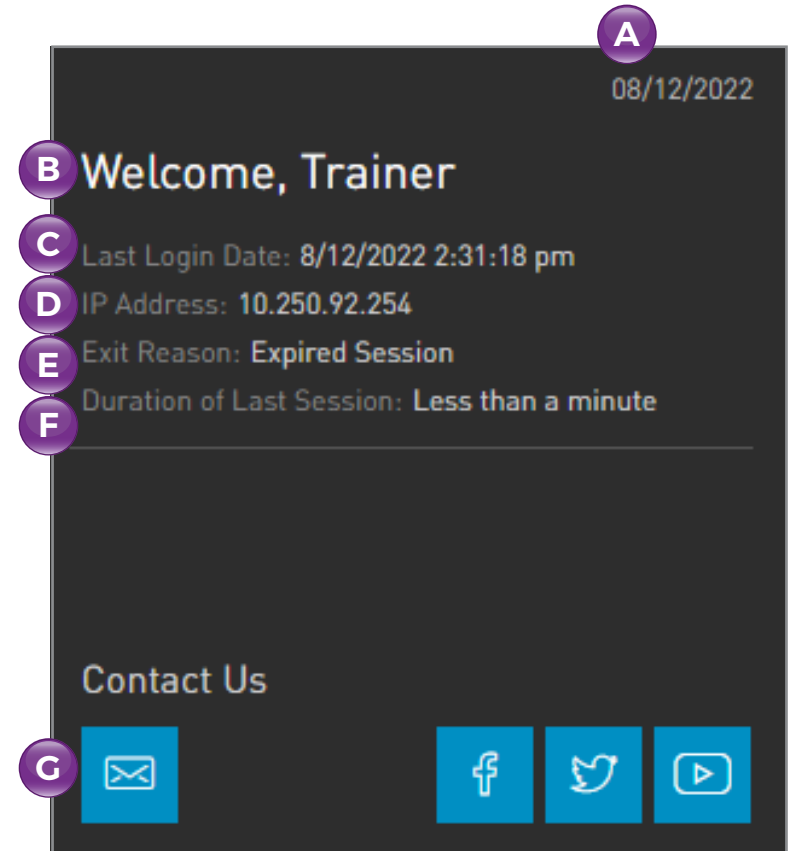 A
08/12/2022
B Welcome, Trainer
C Last Login Date: 8/12/2022 2:31:18 pm
D IP Address: 10.250.92.254
E Exit Reason: Expired Session
F Duration of Last Session: Less than a minute
Contact Us
G